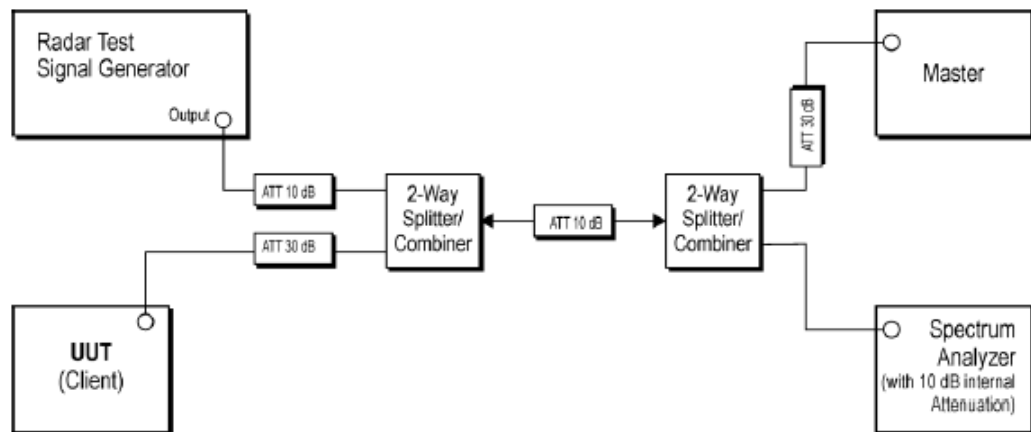 Radar Test
Signal Generator
Output
Master
ATT 30 dB
ATT 10 dB
2-Way
Splitter/
Combiner
ATT 10 dB
2-Way
Splitter/
Combiner
ATT 30 dB
UUT
(Client)
Spectrum
Analyzer
(with 10 dB internal
Attenuation)